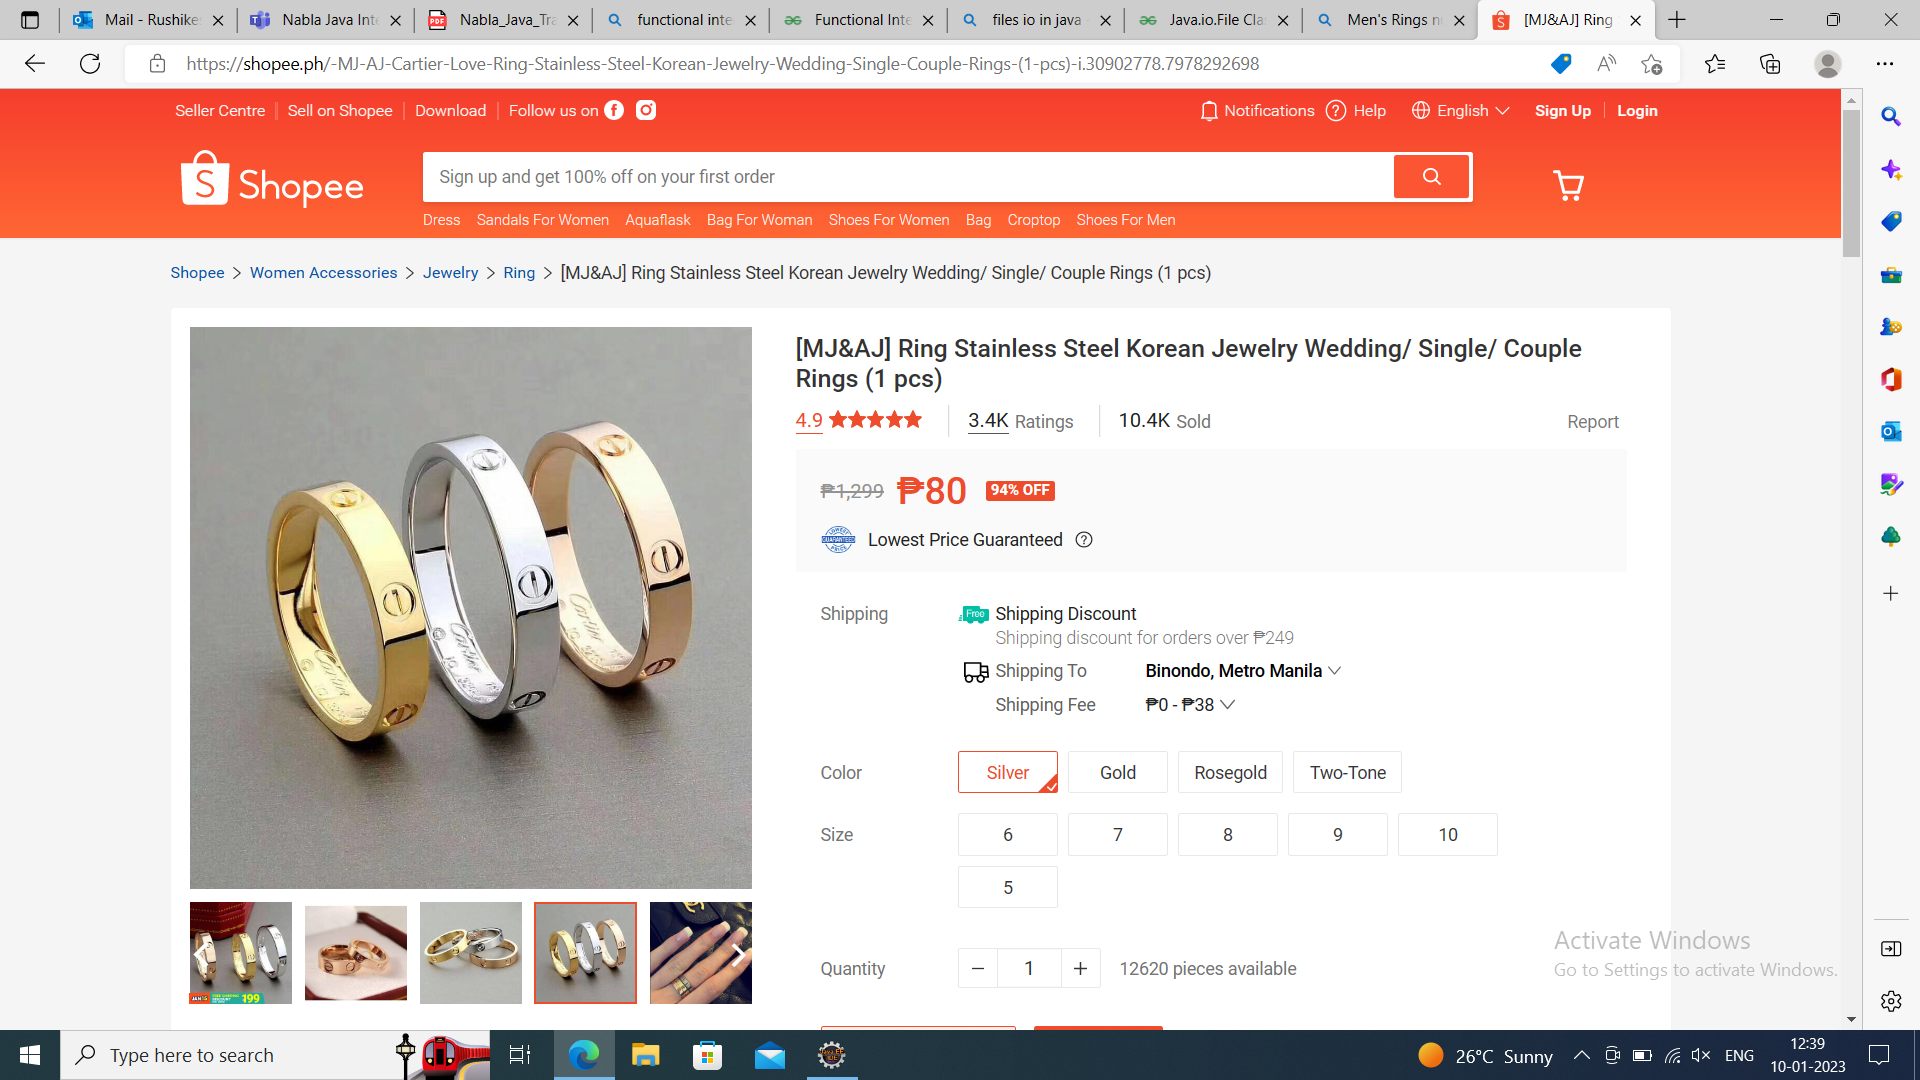 Mail - Rushike
Nabla Java Inte
Nabla_Java_Tra
functional inte
Functional Inte
files io in java
Java.io.File Cla
Men's Rings n
[MJ&AJ] Ring
https://shopee.ph/-MJ-AJ-Cartier-Love-Ring-Stainless-Steel-Korean-Jewelry-Wedding-Single-Couple-Rings-(1-pcs)-i.30902778.7978292698
Seller Centre
Sell on Shopee
Download
Follow us on
Notifications
Help
English
Sign Up
Login
Shopee
Sign up and get 100% off on your first order
Dress
Sandals For Women
Aquaflask
Bag For Woman
Shoes For Women
Bag
Croptop
Shoes For Men
Shopee > Women Accessories > Jewelry > Ring > [MJ&AJ] Ring Stainless Steel Korean Jewelry Wedding/ Single/ Couple Rings (1 pcs)
[MJ&AJ] Ring Stainless Steel Korean Jewelry Wedding/ Single/ Couple
Rings (1 pcs)
4.9
3.4K Ratings
10.4K Sold
Report
₱1,299 ₱80 94% OFF
LOWEST GUARANTEED PRICE
Lowest Price Guaranteed
Shipping
Free Shipping Discount
Shipping discount for orders over ₱249
Shipping To
Binondo, Metro Manila
Shipping Fee
₱0 - ₱38
Color
Silver
Gold
Rosegold
Two-Tone
Size
6
7
8
9
10
5
Quantity
− 1 +
12620 pieces available
Cartier
Cartier
Cartier
199
Activate Windows
Go to Settings to activate Windows.
Type here to search
26°C Sunny
ENG
12:39
10-01-2023